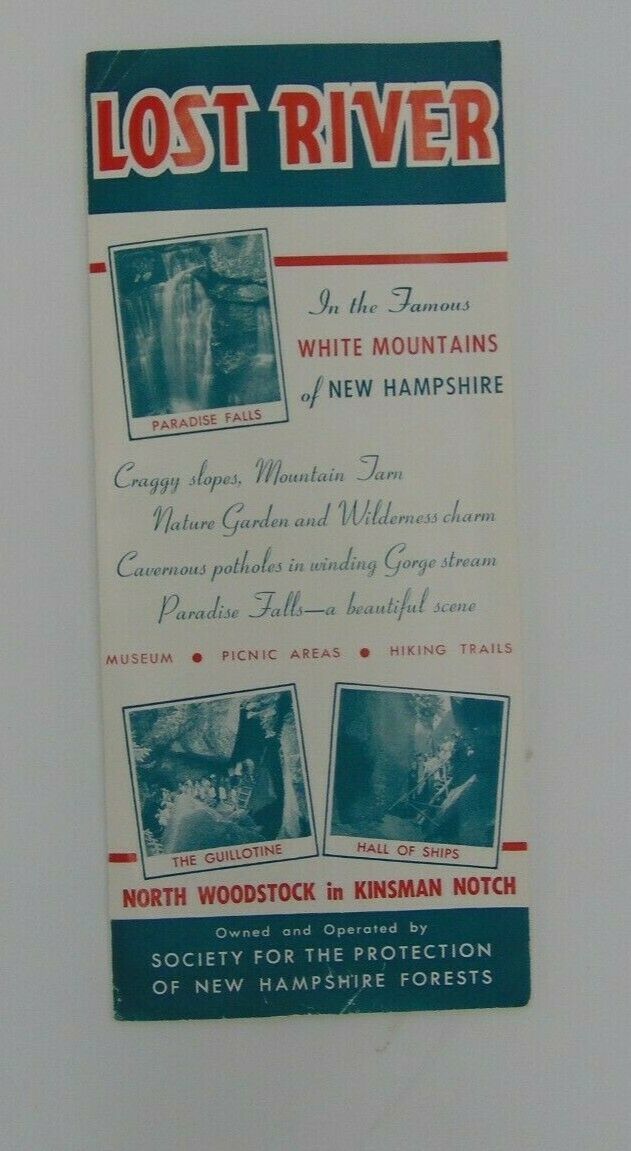 LOST RIVER
In the Famous
WHITE MOUNTAINS
of NEW HAMPSHIRE
PARADISE FALLS
Craggy slopes, Mountain Tarn
Nature Garden and Wilderness charm
Cavernous potholes in winding Gorge stream
Paradise Falls—a beautiful scene
MUSEUM ● PICNIC AREAS ● HIKING TRAILS
THE GUILLOTINE
HALL OF SHIPS
NORTH WOODSTOCK in KINSMAN NOTCH
Owned and Operated by
SOCIETY FOR THE PROTECTION
OF NEW HAMPSHIRE FORESTS